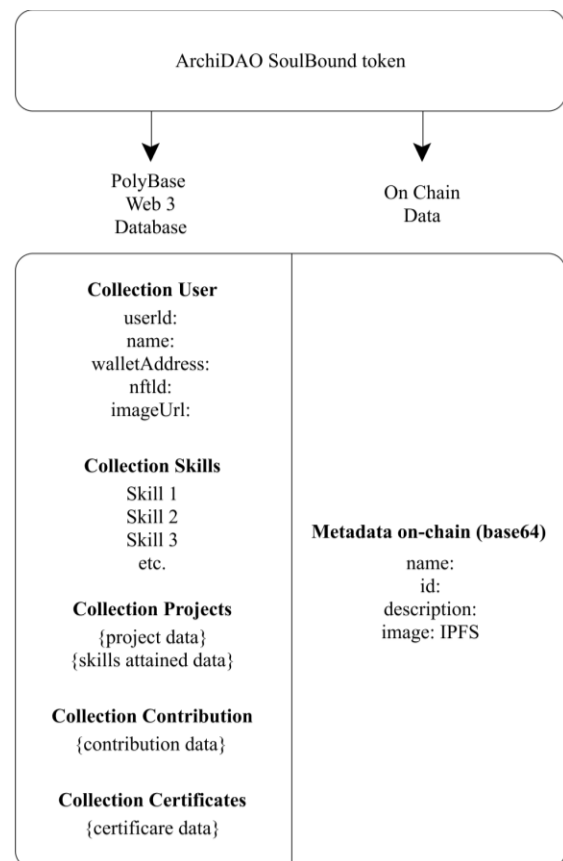 ArchiDAO SoulBound token
PolyBase
Web 3
Database
On Chain
Data
Collection User
userId:
name:
walletAddress:
nftId:
imageUrl:
Collection Skills
Skill 1
Skill 2
Skill 3
etc.
Collection Projects
{project data}
{skills attained data}
Collection Contribution
{contribution data}
Collection Certificates
{certificare data}
Metadata on-chain (base64)
name:
id:
description:
image: IPFS